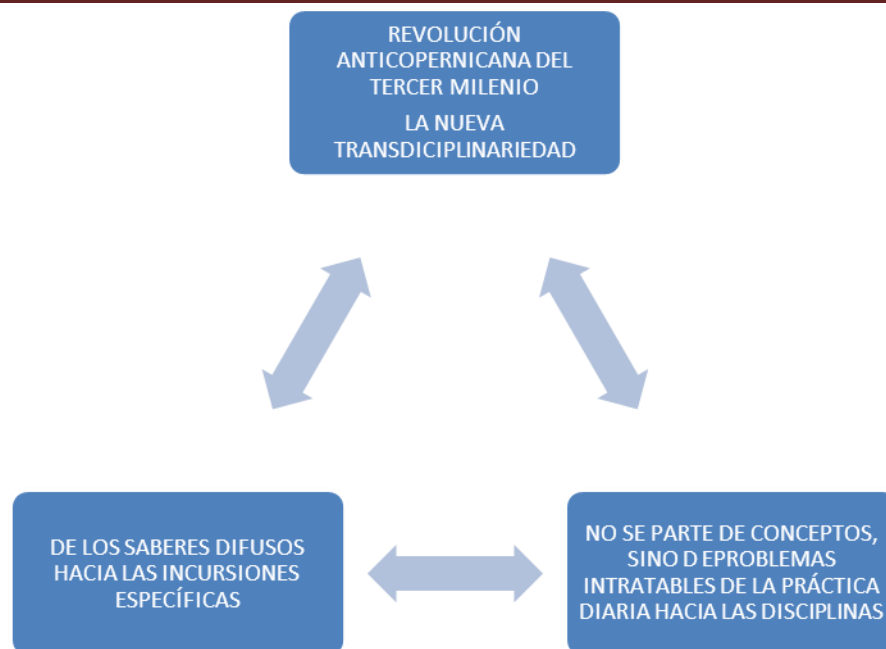 REVOLUCIÓN
ANTICOPERNICANA DEL
TERCER MILENIO
LA NUEVA
TRANSDICIPLINARIEDAD
DE LOS SABERES DIFUSOS
HACIA LAS INCURSIONES
ESPECÍFICAS
NO SE PARTE DE CONCEPTOS,
SINO D EPROBLEMAS
INTRATABLES DE LA PRÁCTICA
DIARIA HACIA LAS DISCIPLINAS